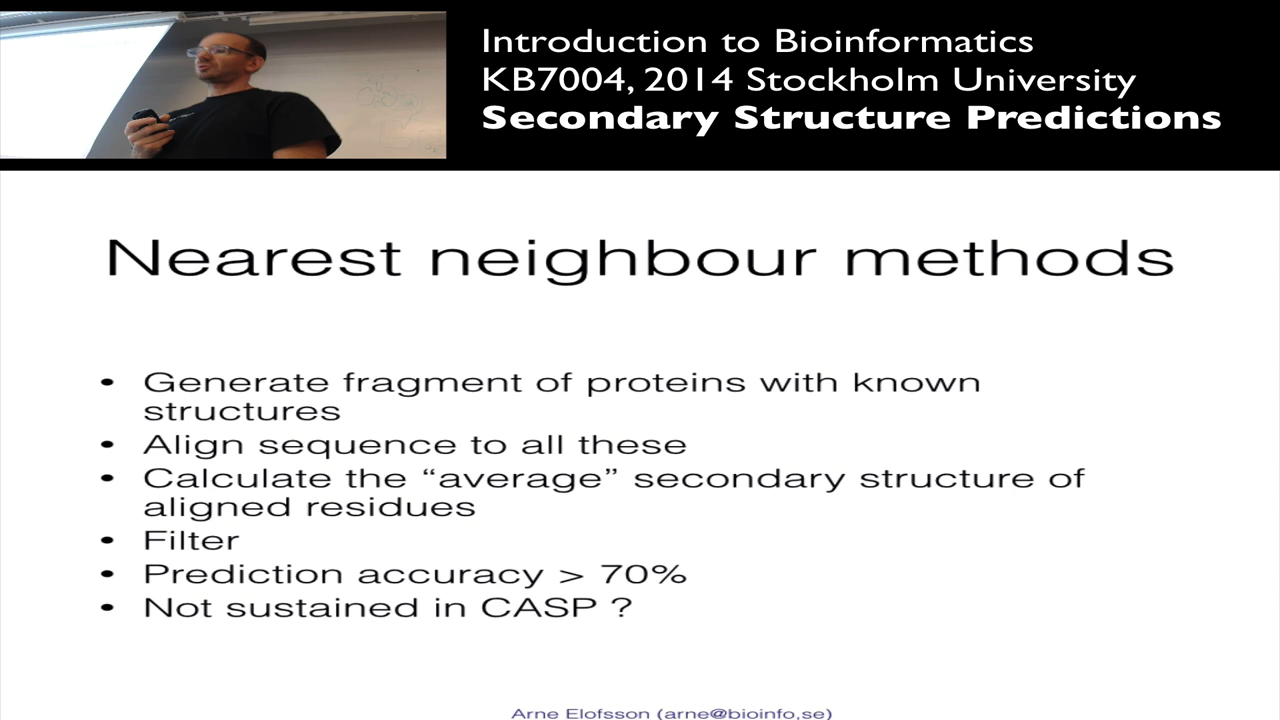 Introduction to Bioinformatics
KB7004, 2014 Stockholm University
Secondary Structure Predictions
Nearest neighbour methods
• Generate fragment of proteins with known
structures
• Align sequence to all these
• Calculate the “average” secondary structure of
aligned residues
• Filter
• Prediction accuracy > 70%
• Not sustained in CASP ?
Arne Elofsson (arne@bioinfo,se)